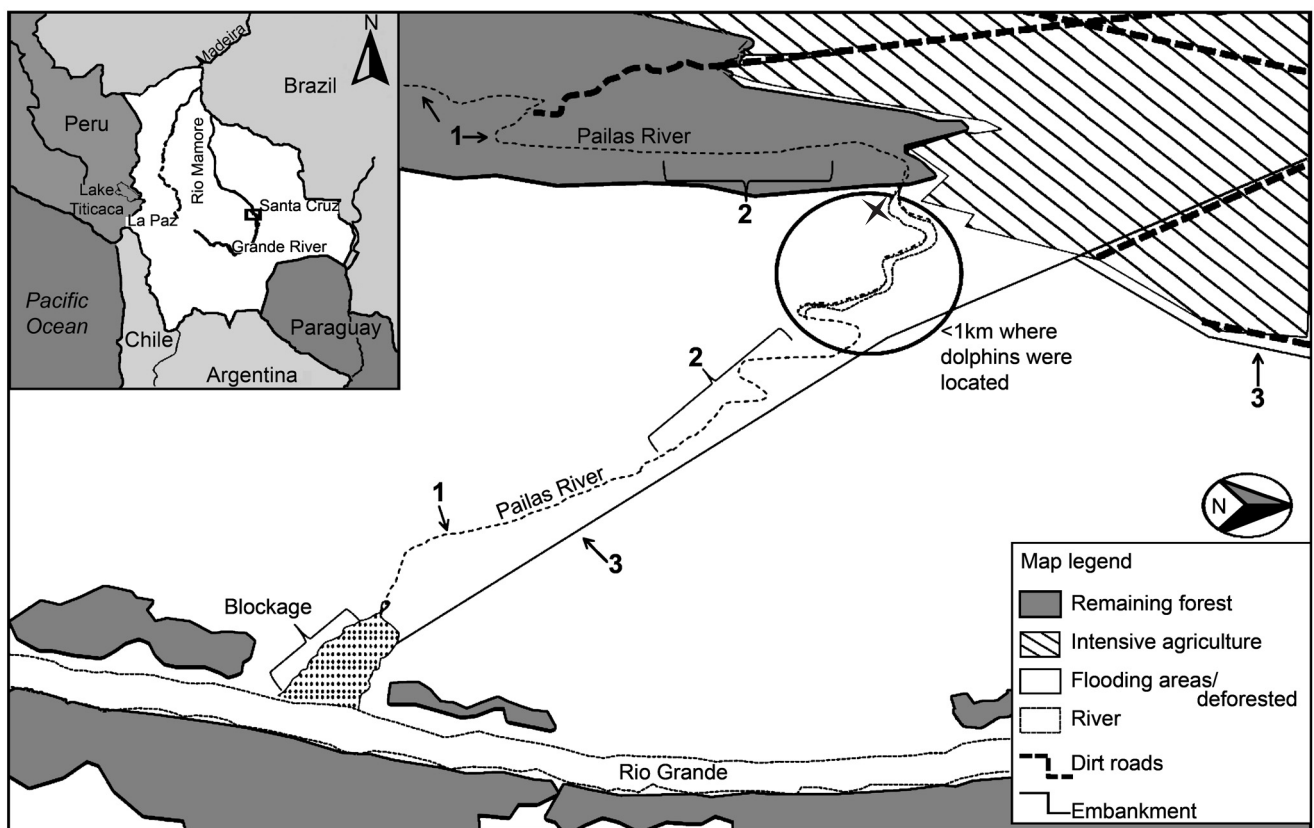 N
Madeira
Brazil
Peru
Rio Mamore
Lake
Titicaca
La Paz
Santa Cruz
Grande River
Pacific
Ocean
Chile
Paraguay
Argentina
1
Pailas River
2
<1km where
dolphins were
located
3
2
1
Pailas River
3
Blockage
Rio Grande
N
Map legend
Remaining forest
Intensive agriculture
Flooding areas/
deforested
River
Dirt roads
Embankment